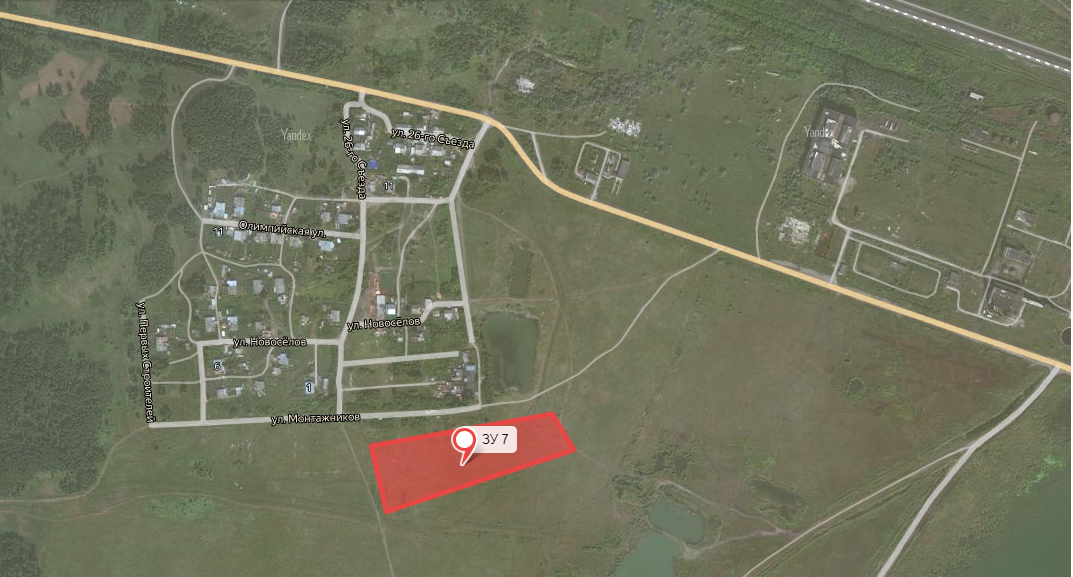 Yandex
Yandex
ул. 26-го Съезда
ул. 26-го Съезда
11
11
Олимпийская ул.
ул. Новосёлов
ул. Новосёлов
ул. Первых Строителей
6
1
ул. Монтажников
ЗУ 7